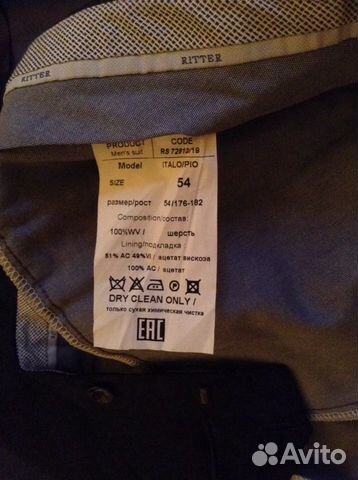 RITTER
RITTER
PRODUCT CODE
Men's suit RS 72812/19
Model ITALO/PIO
SIZE 54
размер/рост 54/176-182
Composition/состав:
100%WV / шерсть
Lining/подкладка
51% AC 49%VI / ацетат вискоза
100% AC / ацетат
DRY CLEAN ONLY /
только сухая химическая чистка
EAC
Avito